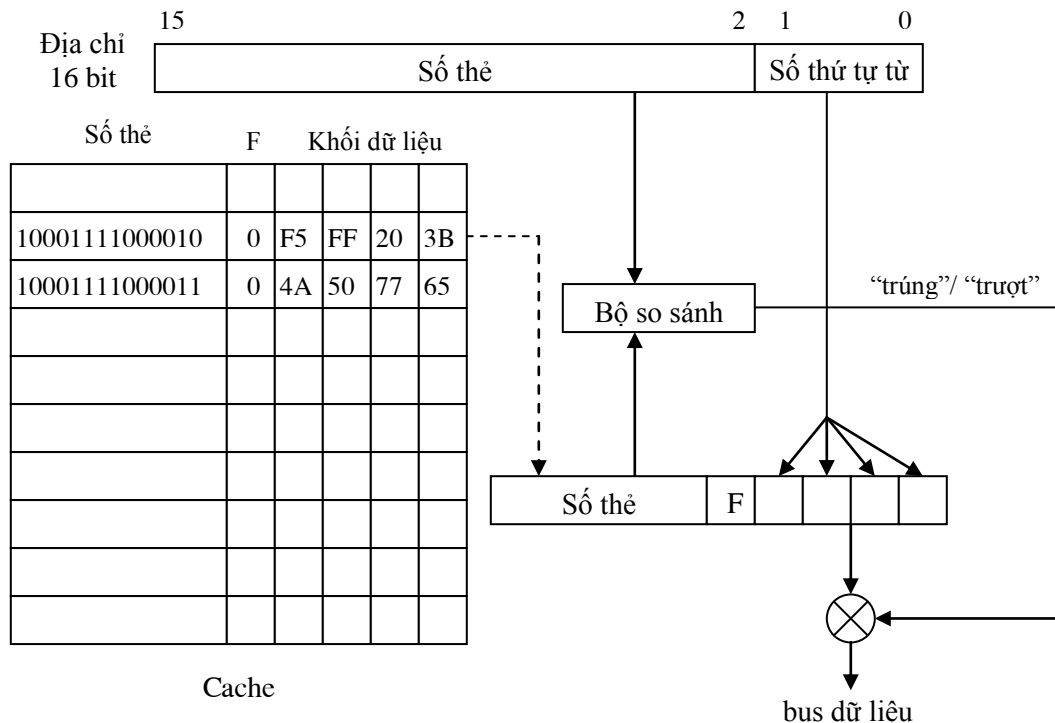 15 2 1 0
Địa chỉ
16 bit
Số thẻ Số thứ tự từ
Số thẻ F Khối dữ liệu
10001111000010 0 F5 FF 20 3B
10001111000011 0 4A 50 77 65
Bộ so sánh
“trúng”/ “trượt”
Số thẻ F
Cache
bus dữ liêu